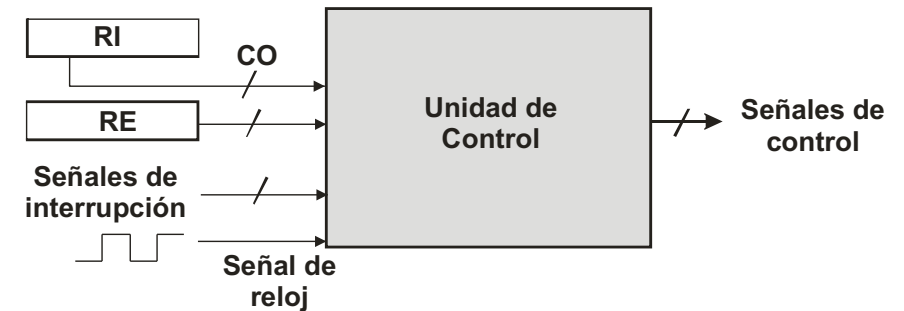 RI
CO
RE
Unidad de
Control
Señales de
control
Señales de
interrupción
Señal de
reloj